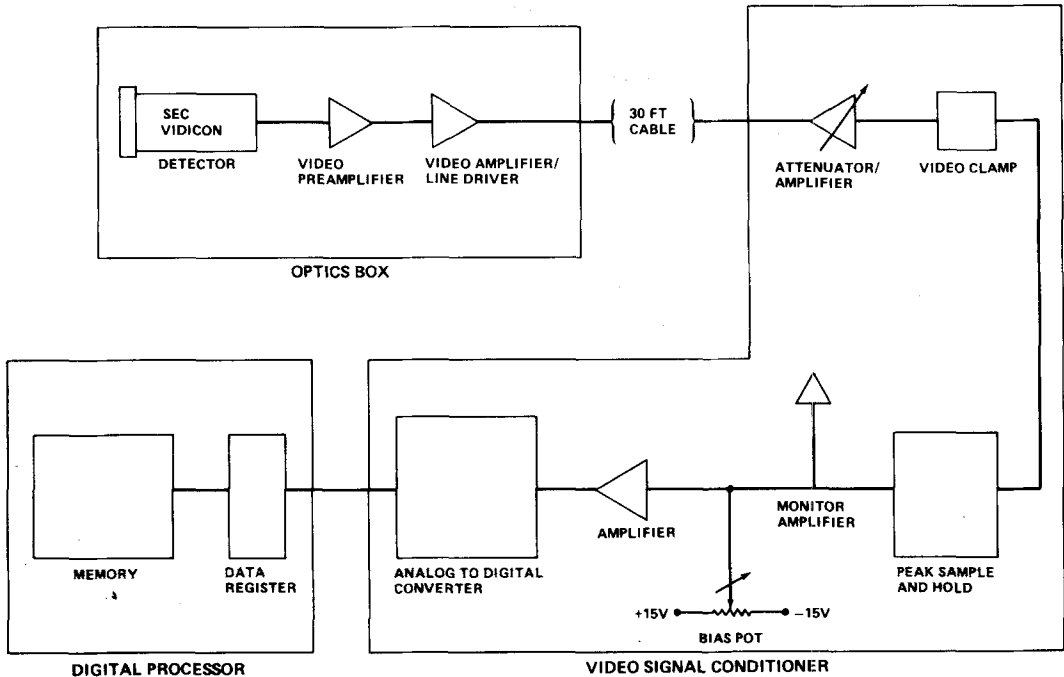 SEC
VIDICON
DETECTOR
VIDEO
PREAMPLIFIER
VIDEO AMPLIFIER/
LINE DRIVER
30 FT
CABLE
ATTENUATOR/
AMPLIFIER
VIDEO CLAMP
OPTICS BOX
MEMORY
DATA
REGISTER
ANALOG TO DIGITAL
CONVERTER
AMPLIFIER
MONITOR
AMPLIFIER
PEAK SAMPLE
AND HOLD
+15V
-15V
BIAS POT
DIGITAL PROCESSOR
VIDEO SIGNAL CONDITIONER